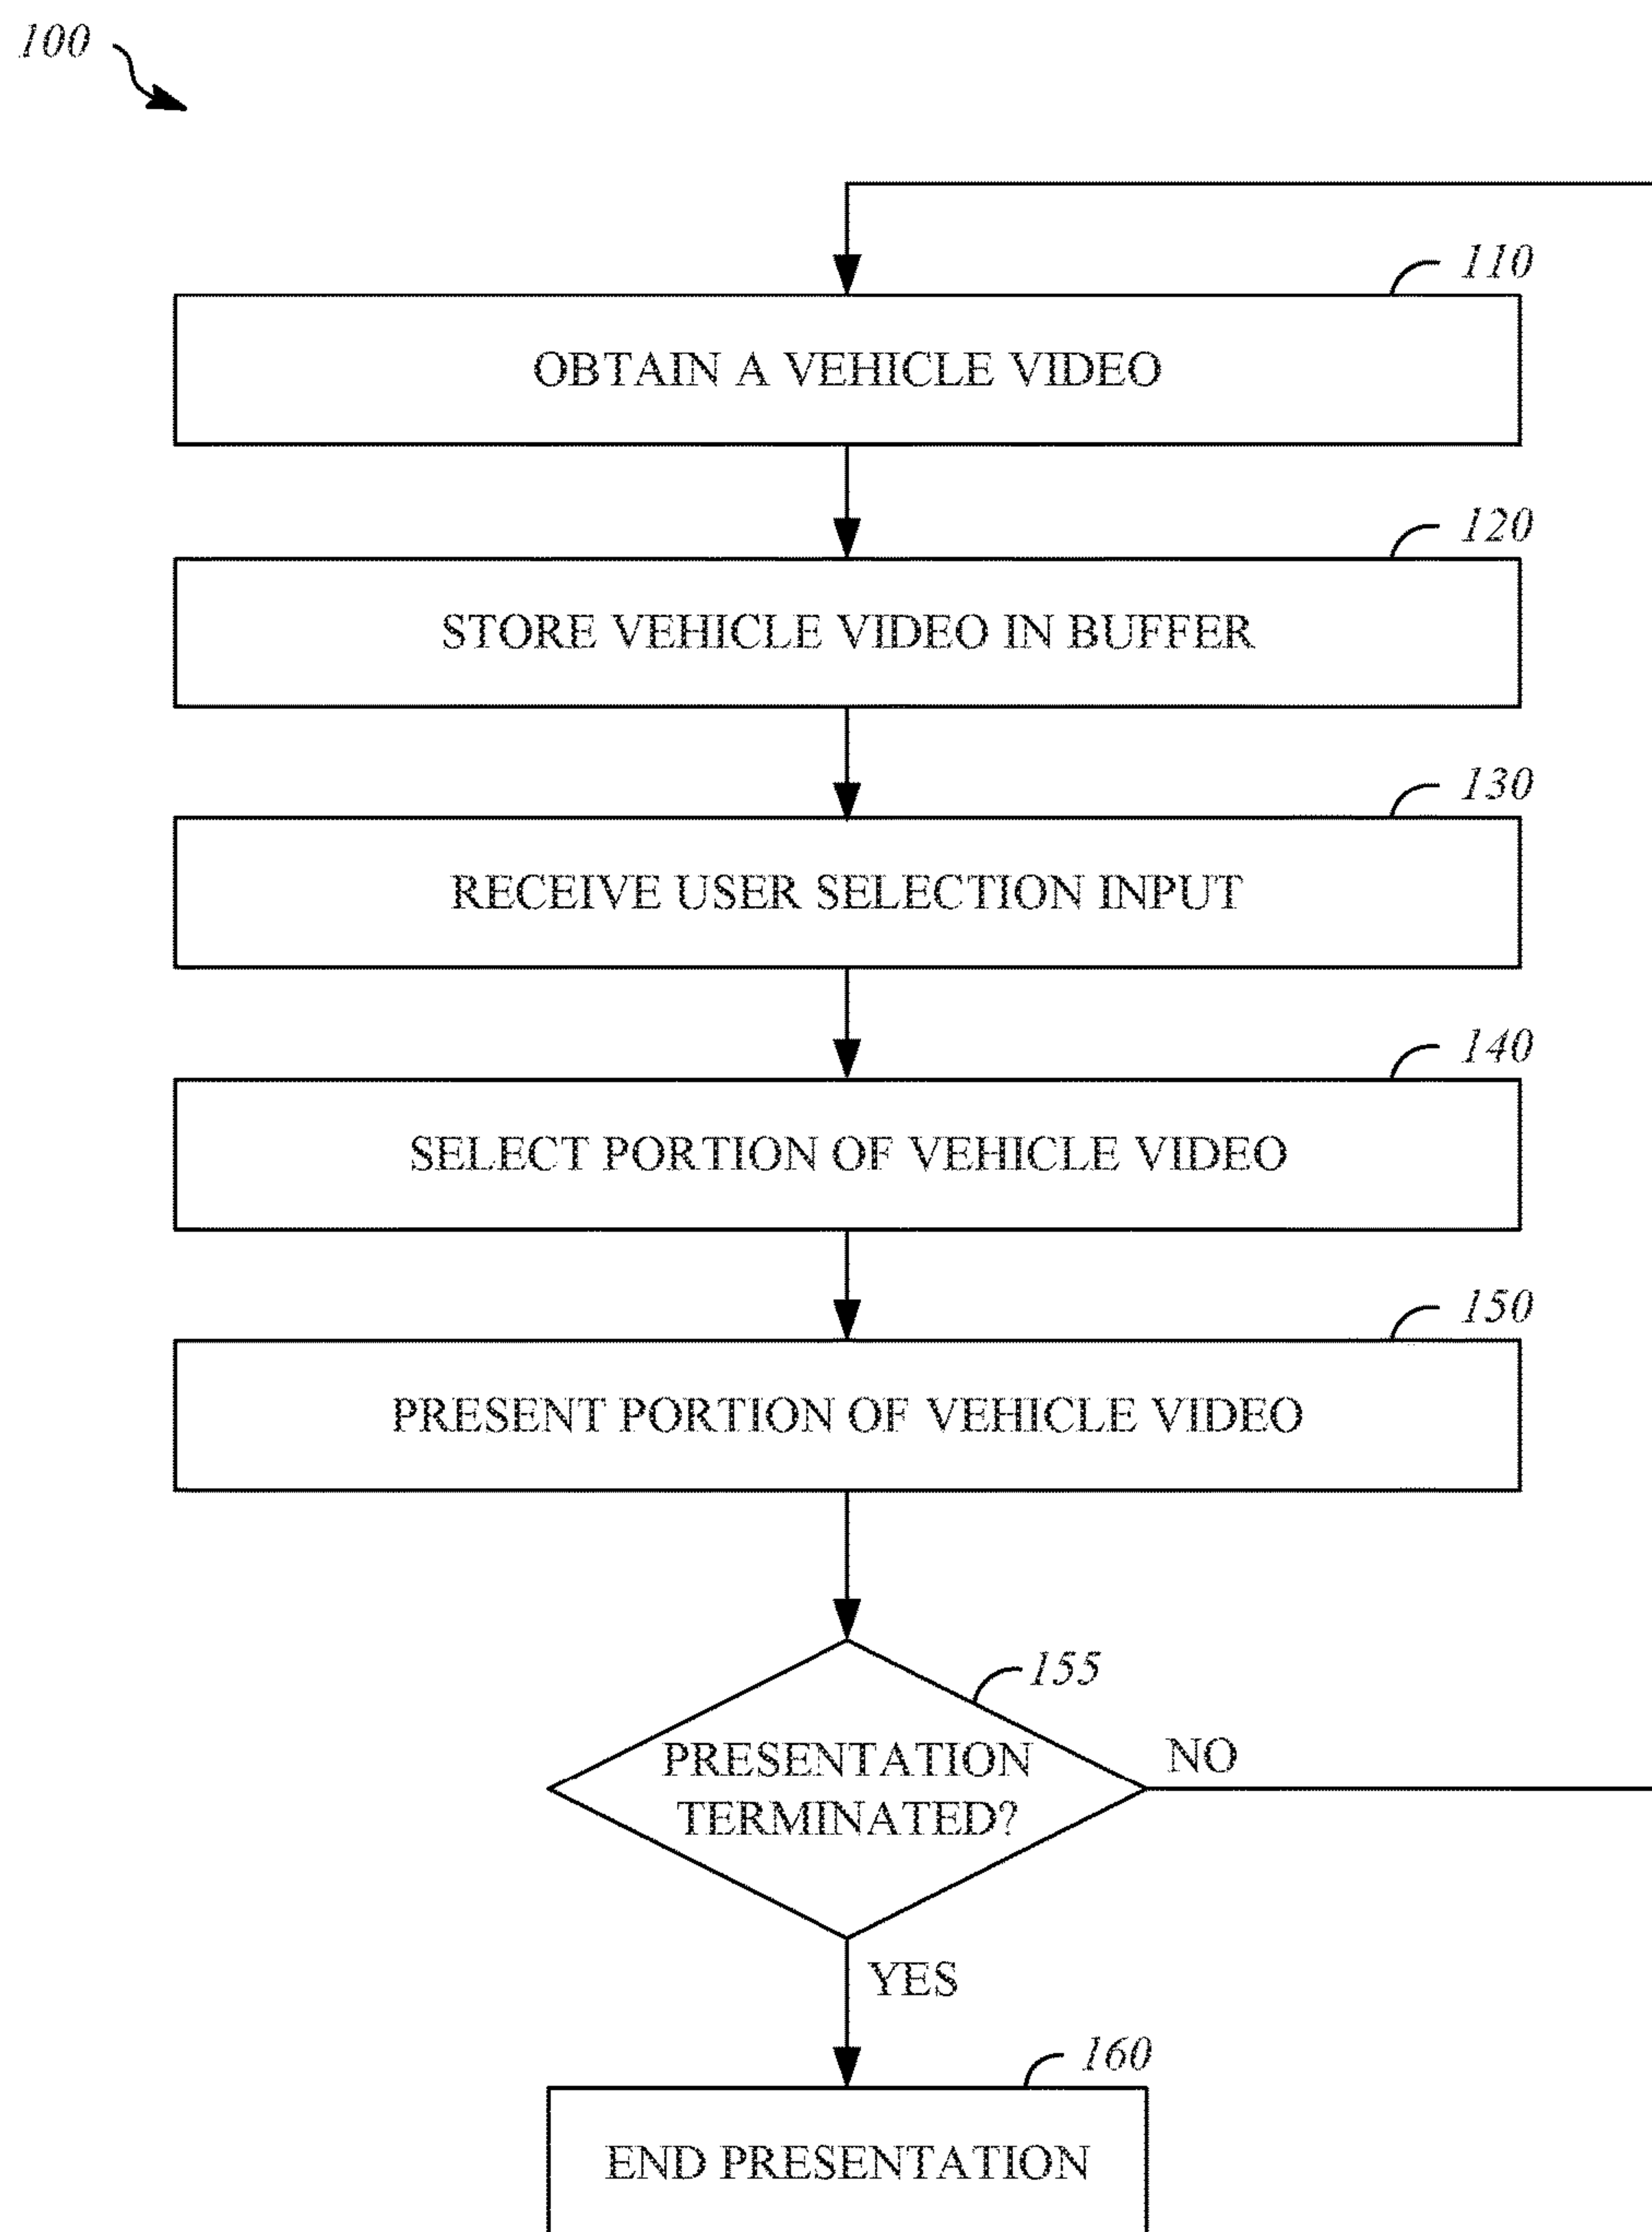 100
110
OBTAIN A VEHICLE VIDEO
120
STORE VEHICLE VIDEO IN BUFFER
130
RECEIVE USER SELECTION INPUT
140
SELECT PORTION OF VEHICLE VIDEO
150
PRESENT PORTION OF VEHICLE VIDEO
155
PRESENTATION
TERMINATED?
NO
YES
160
END PRESENTATION